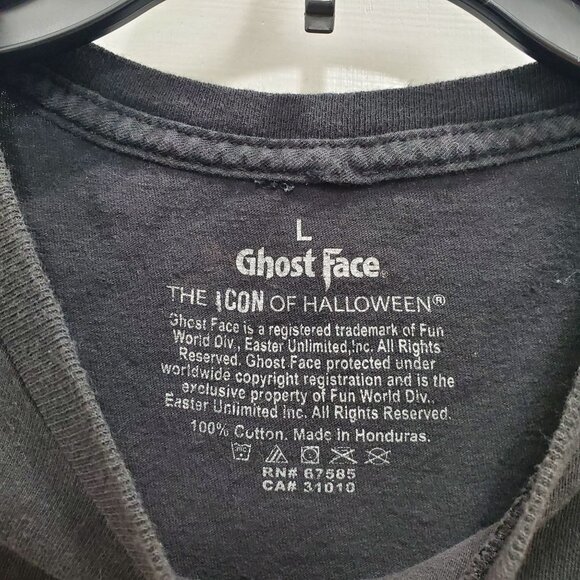 L
Ghost Face®
THE ICON OF HALLOWEEN®
Ghost Face is a registered trademark of Fun
World Div., Easter Unlimited,Inc. All Rights
Reserved. Ghost Face protected under
worldwide copyright registration and is the
exclusive property of Fun World Div.,
Easter Unlimited Inc. All Rights Reserved.
100% Cotton. Made in Honduras.
RN# 67585
CA# 31010